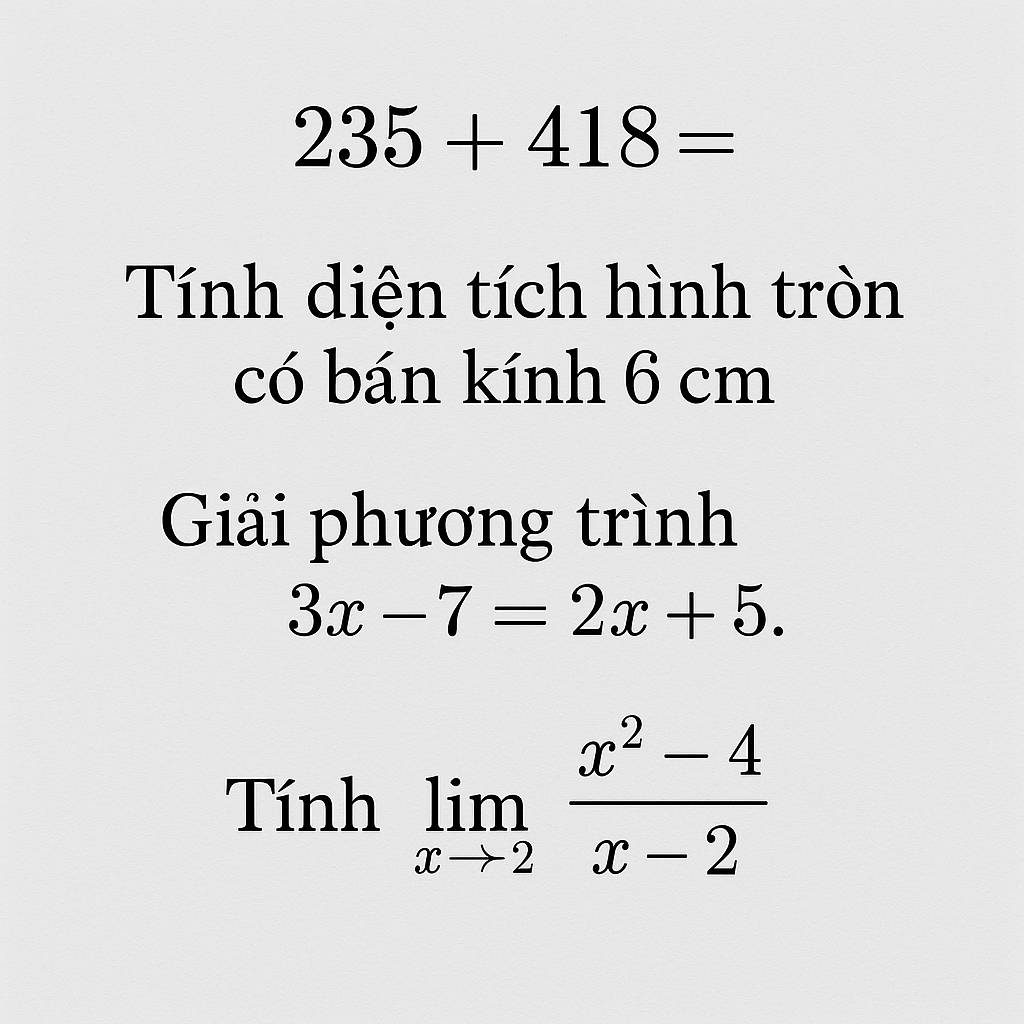 235 + 418 =
Tính diện tích hình tròn
có bán kính 6 cm
Giải phương trình
3x − 7 = 2x + 5.
Tính lim x→2 (x² − 4)/(x − 2)